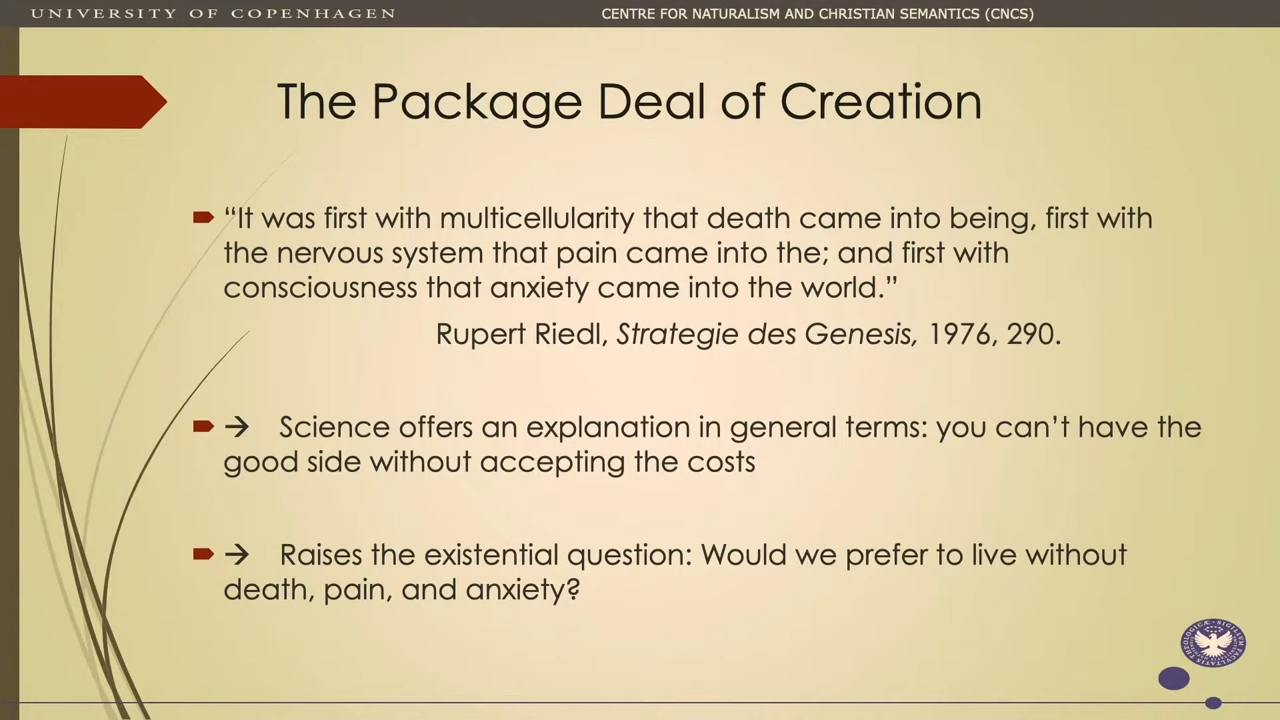 UNIVERSITY OF COPENHAGEN
CENTRE FOR NATURALISM AND CHRISTIAN SEMANTICS (CNCS)
The Package Deal of Creation
“It was first with multicellularity that death came into being, first with
the nervous system that pain came into the; and first with
consciousness that anxiety came into the world.”
Rupert Riedl, Strategie des Genesis, 1976, 290.
→ Science offers an explanation in general terms: you can’t have the
good side without accepting the costs
→ Raises the existential question: Would we prefer to live without
death, pain, and anxiety?